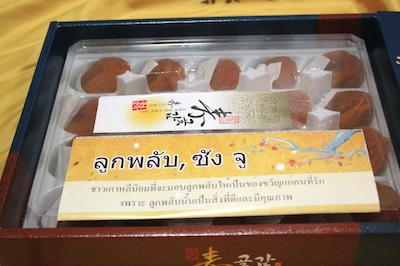 ลูกพลับ, ซัง จู
ชาวเกาหลีนิยมที่จะมอบลูกพลับให้เป็นของขวัญแก่คนที่รัก
เพราะ ลูกพลับนั้นเป็นสิ่งที่ดีและมีคุณภาพ
곶감